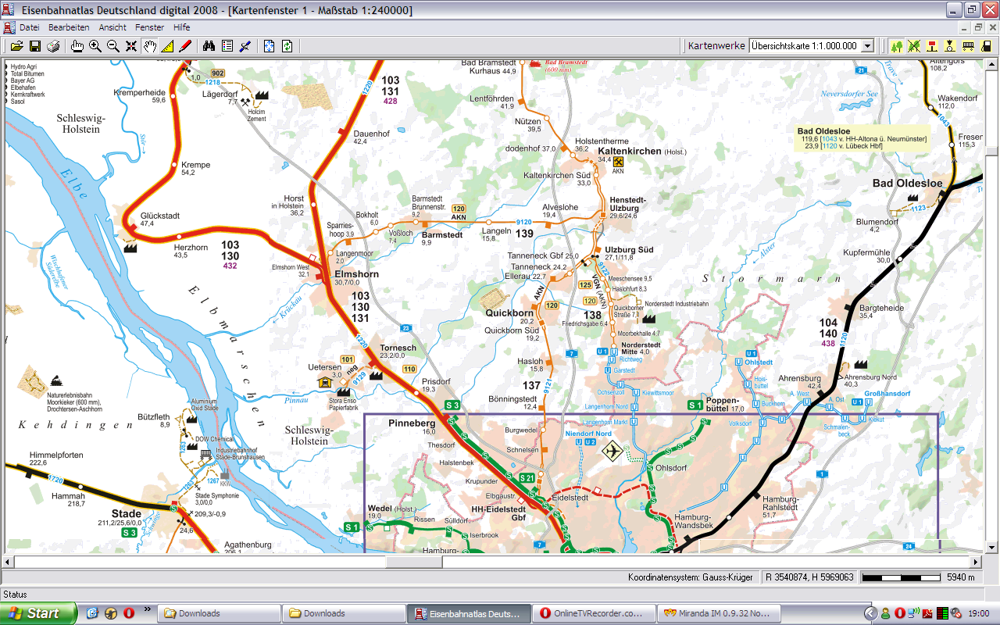 Eisenbahnatlas Deutschland digital 2008 - [Kartenfenster 1 - Maßstab 1:240000]
Datei Bearbeiten Ansicht Fenster Hilfe
Kartenwerke Übersichtskarte 1:1.000.000
Hydro Agri
Total Bitumen
Bayer AG
Elbehafen
Kernkraftwerk
Sasol
1,0
902
1218
Lägerdorf
7,7
Holcim
Zement
Kremperheide
59,6
Schleswig-
Holstein
Stör
Elbe
Krempe
54,2
Glückstadt
47,4
Herzhorn
43,5
103
130
432
1220
103
131
428
Dauenhof
42,4
Horst
in Holstein
36,2
Elmshorn West
32,1
Elmshorn
30,7/0,0
Langenmoor
2,0
Sparries-
hoop 3,9
Bokholt
6,0
Voßloch
7,4
Barmstedt
Brunnenstr.
9,2
120
AKN
Barmstedt
9,9
Langeln
15,8
139
9120
Alveslohe
19,4
Bad Bramstedt
Kurhaus 44,9
Bad Bramstedt
(600 mm)
Lentföhrden
41,9
Nützen
39,5
dodenhof 37,0
Holstentherme
36,2
Kaltenkirchen (Holst.)
34,4
AKN
Kaltenkirchen Süd
33,0
Henstedt-
Ulzburg
29,6/24,6
Ulzburg Süd
27,1/11,8
Tanneck Gbf 25,0
Tanneneck 24,2
Ellerau 22,7
Meeschensee 9,5
Haslohfurt 8,3
Quickborner
Straße 7,1
Norderstedt Industriebahn
125
120
VGN (AKN)
138
Friedrichsgabe 6,4
Moorbekhalle 4,7
Norderstedt
Mitte 4,0
U 1
Richtweg
Garstedt
Ochsenzoll
Kiwittsmoor
Langenhorn Nord
Langenhorn Markt
AKN
120
Quickborn
20,2
Quickborn Süd
19,2
Hasloh
15,8
137
9121
Bönningstedt
12,4
Burgwedel
Schnelsen
7
23
Niendorf Nord
U 2
Eidelstedt
S 21
Elbgaustr.
HH-Eidelstedt
Gbf
Krupunder
Halstenbek
Thesdorf
Pinneberg
16,0
S 3
Prisdorf
19,3
110
Tornesch
23,2/0,0
1220
103
130
131
Krückau
101
Uetersen
3,0
neg
9129
Stora Enso
Papierfabrik
Pinnau
Schleswig-
Holstein
Elbmarschen
Wischhafener
Süderelbe
Naturerlebnisbahn
Moorkieker (600 mm),
Drochtersen-Aschhorn
Kehdingen
Bützfleth
8,9
Aluminium
Oxid Stade
DOW Chemical
Industriebahnhof
Stade-Brunshausen
KKW
1263
1263
1267
Stade Symphonie
3,0/0,0
209,3/-0,9
24,6
Schwinge
Himmelpforten
222,6
1720
Hammah
218,7
Stade
211,2/25,6/0,0
S 3
Agathenburg
206,1
Wedel (Holst.)
19,0
S 1
Rissen
Sülldorf
Iserbrook
Hamburg-
7
Poppen-
büttel 17,0
S 1
Ohlsdorf
Hamburg-
Wandsbek
Hamburg-
Rahlstedt
51,7
1
24
U 1
Ohlstedt
Hois-
büttel
Buckhorn
Volksdorf
A. West
A. Ost
Schmalen-
beck
Kiekut
U 1
Großhansdorf
Ahrensburg
42,4
Ahrensburg Nord
40,3
104
140
438
1120
Bargteheide
35,4
Kupfermühle
30,0
Blumendorf
4,2
1123
Bad Oldesloe
Bad Oldesloe
119,6 [1043 v. HH-Altona ü. Neumünster]
23,9 [1120 v. Lübeck Hbf]
Alster
Stormarn
Neversdorfer See
Trave
21
Altengörs
108,2
Wakendorf
112,0
1043
Fresen
115,3
Koordinatensystem: Gauss-Krüger R 3540874, H 5969063 5940 m
Status
Start Downloads Downloads Eisenbahnatlas Deuts... OnlineTVRecorder.co... Miranda IM 0.9.32 No... 19:00